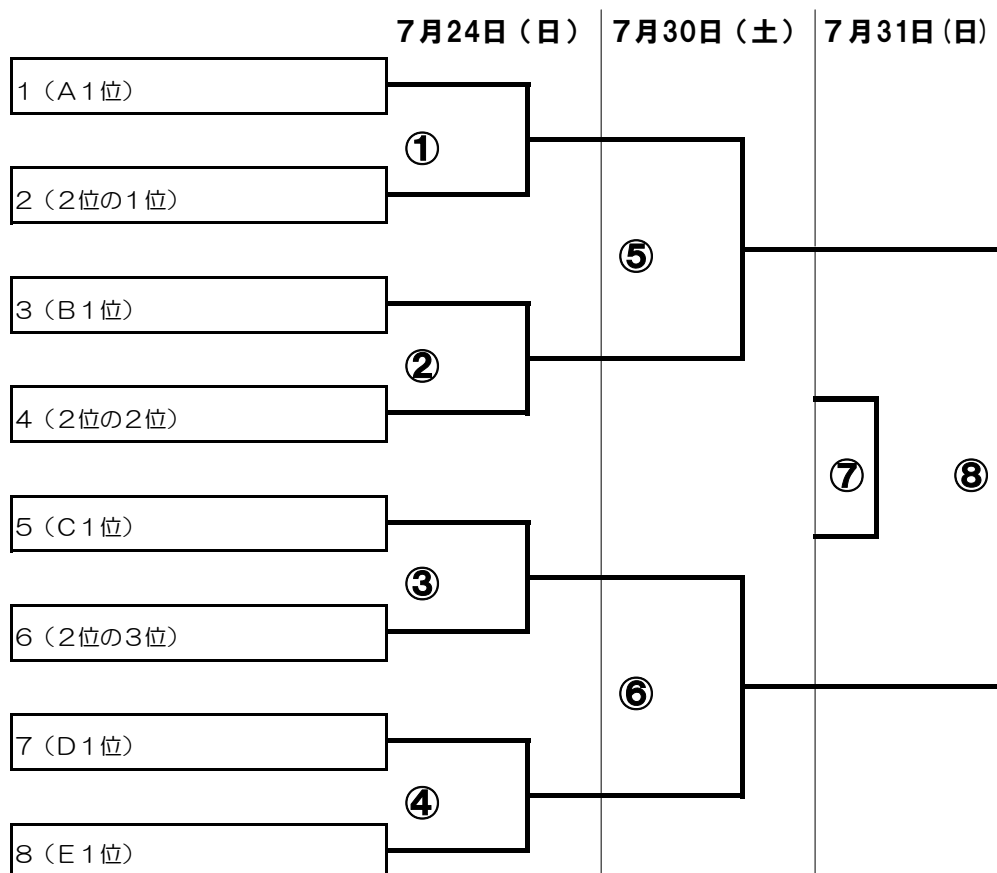 ７月24日（日） ７月30日（土） ７月31日（日）
１（Ａ１位）
①
２（２位の１位）
⑤
３（Ｂ１位）
②
４（２位の２位）
⑦ ⑧
５（Ｃ１位）
③
６（２位の３位）
⑥
７（Ｄ１位）
④
８（Ｅ１位）